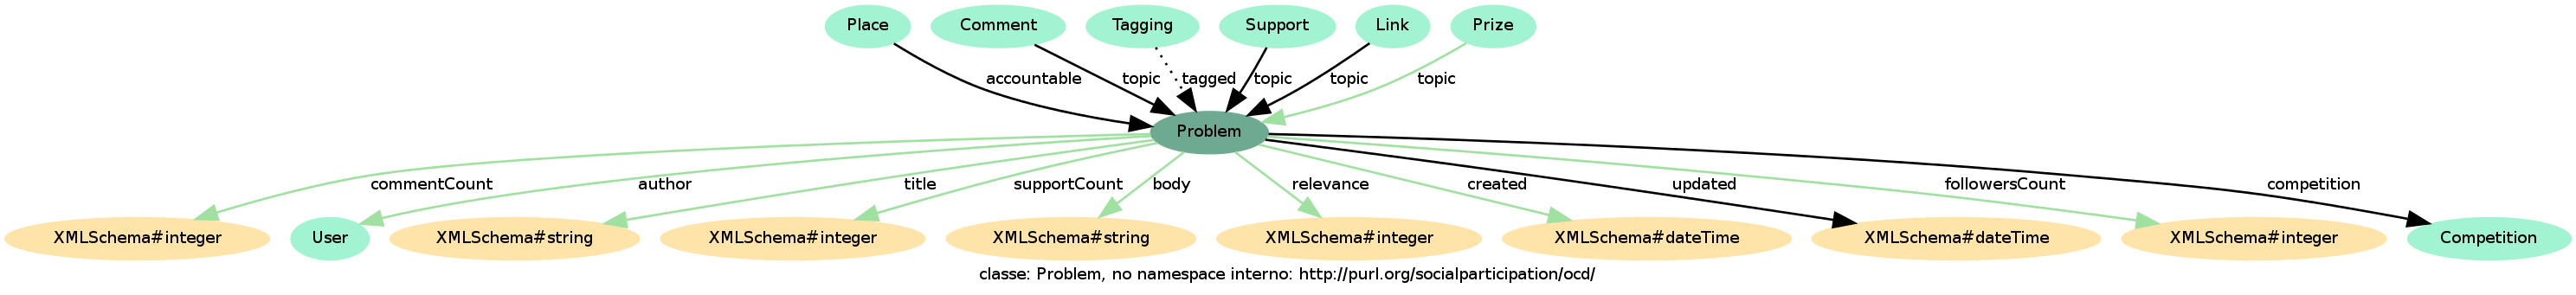 Place Comment Tagging Support Link Prize
accountable topic tagged topic topic topic
Problem
commentCount author title supportCount body relevance created updated followersCount competition
XMLSchema#integer User XMLSchema#string XMLSchema#integer XMLSchema#string XMLSchema#integer XMLSchema#dateTime XMLSchema#dateTime XMLSchema#integer Competition
classe: Problem, no namespace interno: http://purl.org/socialparticipation/ocd/